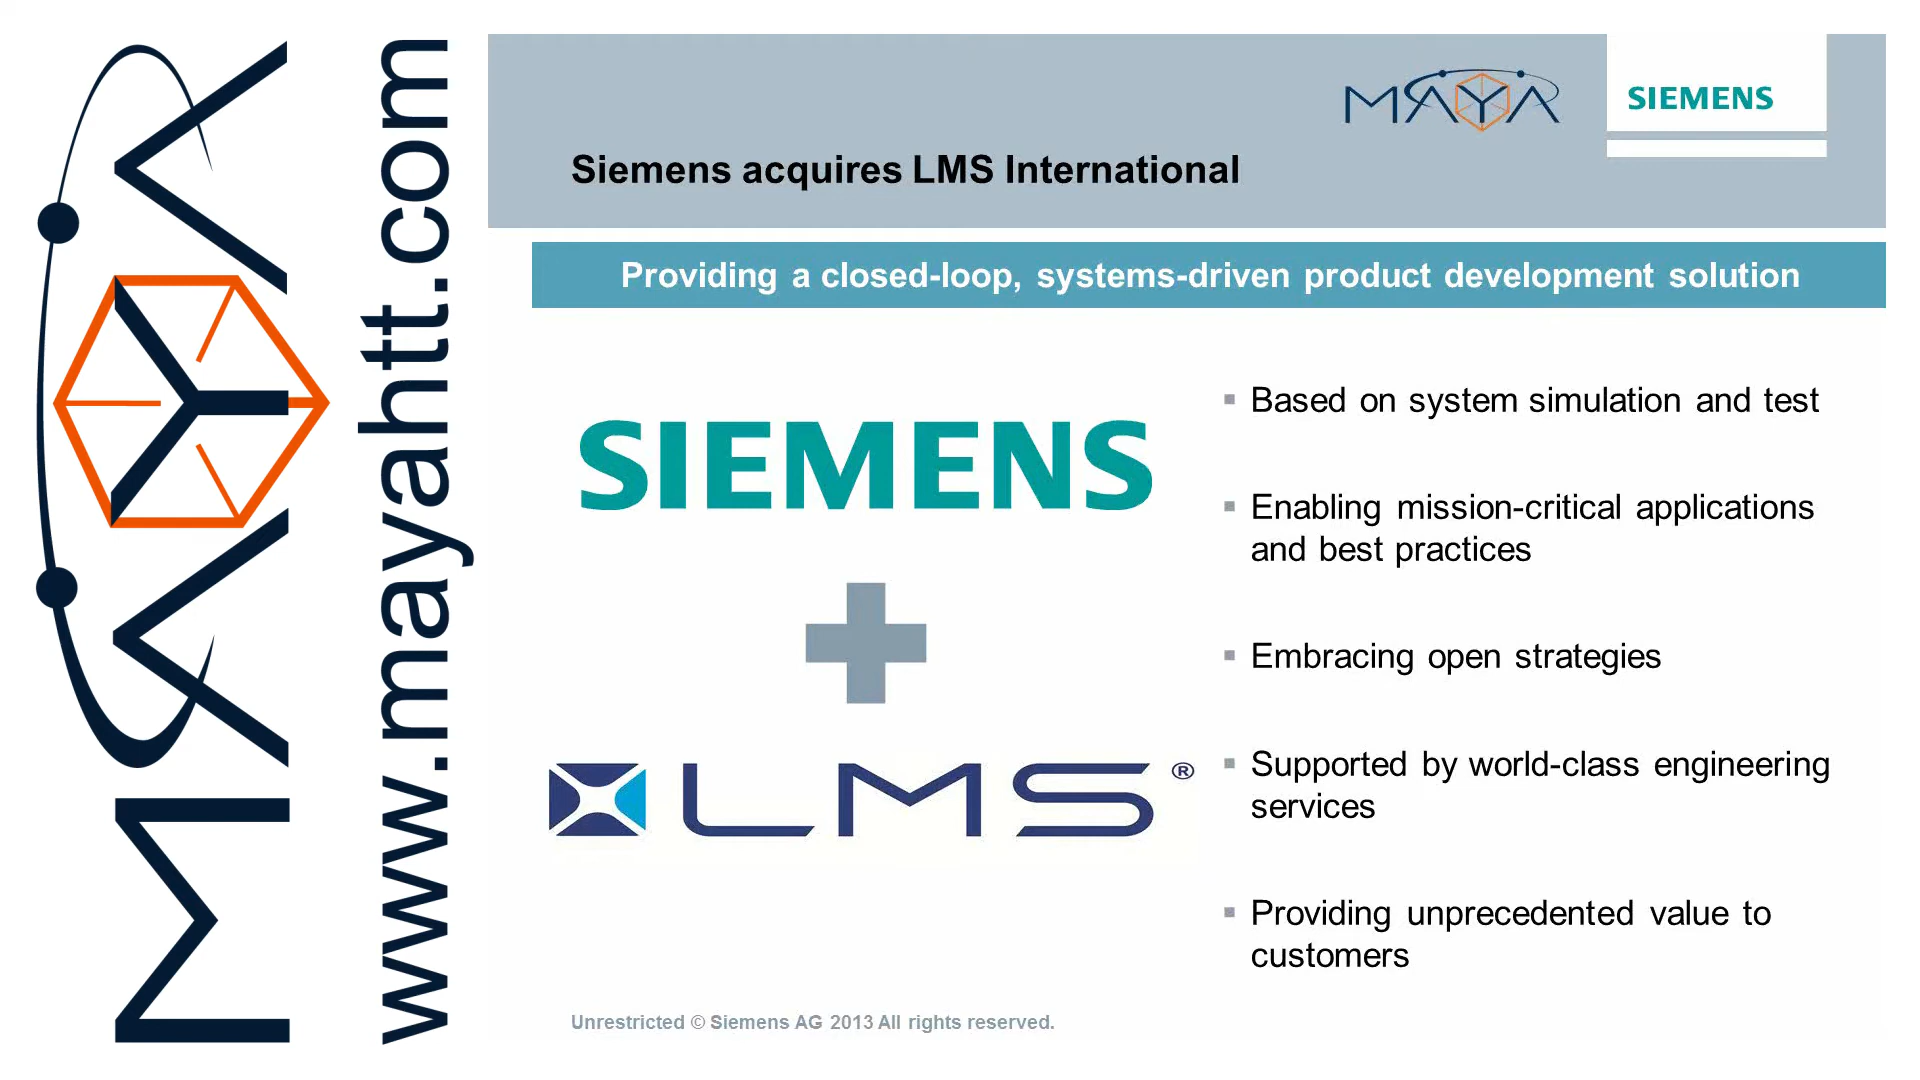 MAYA
www.mayahtt.com
MAYA
SIEMENS
Siemens acquires LMS International
Providing a closed-loop, systems-driven product development solution
SIEMENS
LMS®
▪ Based on system simulation and test
▪ Enabling mission-critical applications
and best practices
▪ Embracing open strategies
▪ Supported by world-class engineering
services
▪ Providing unprecedented value to
customers
Unrestricted © Siemens AG 2013 All rights reserved.